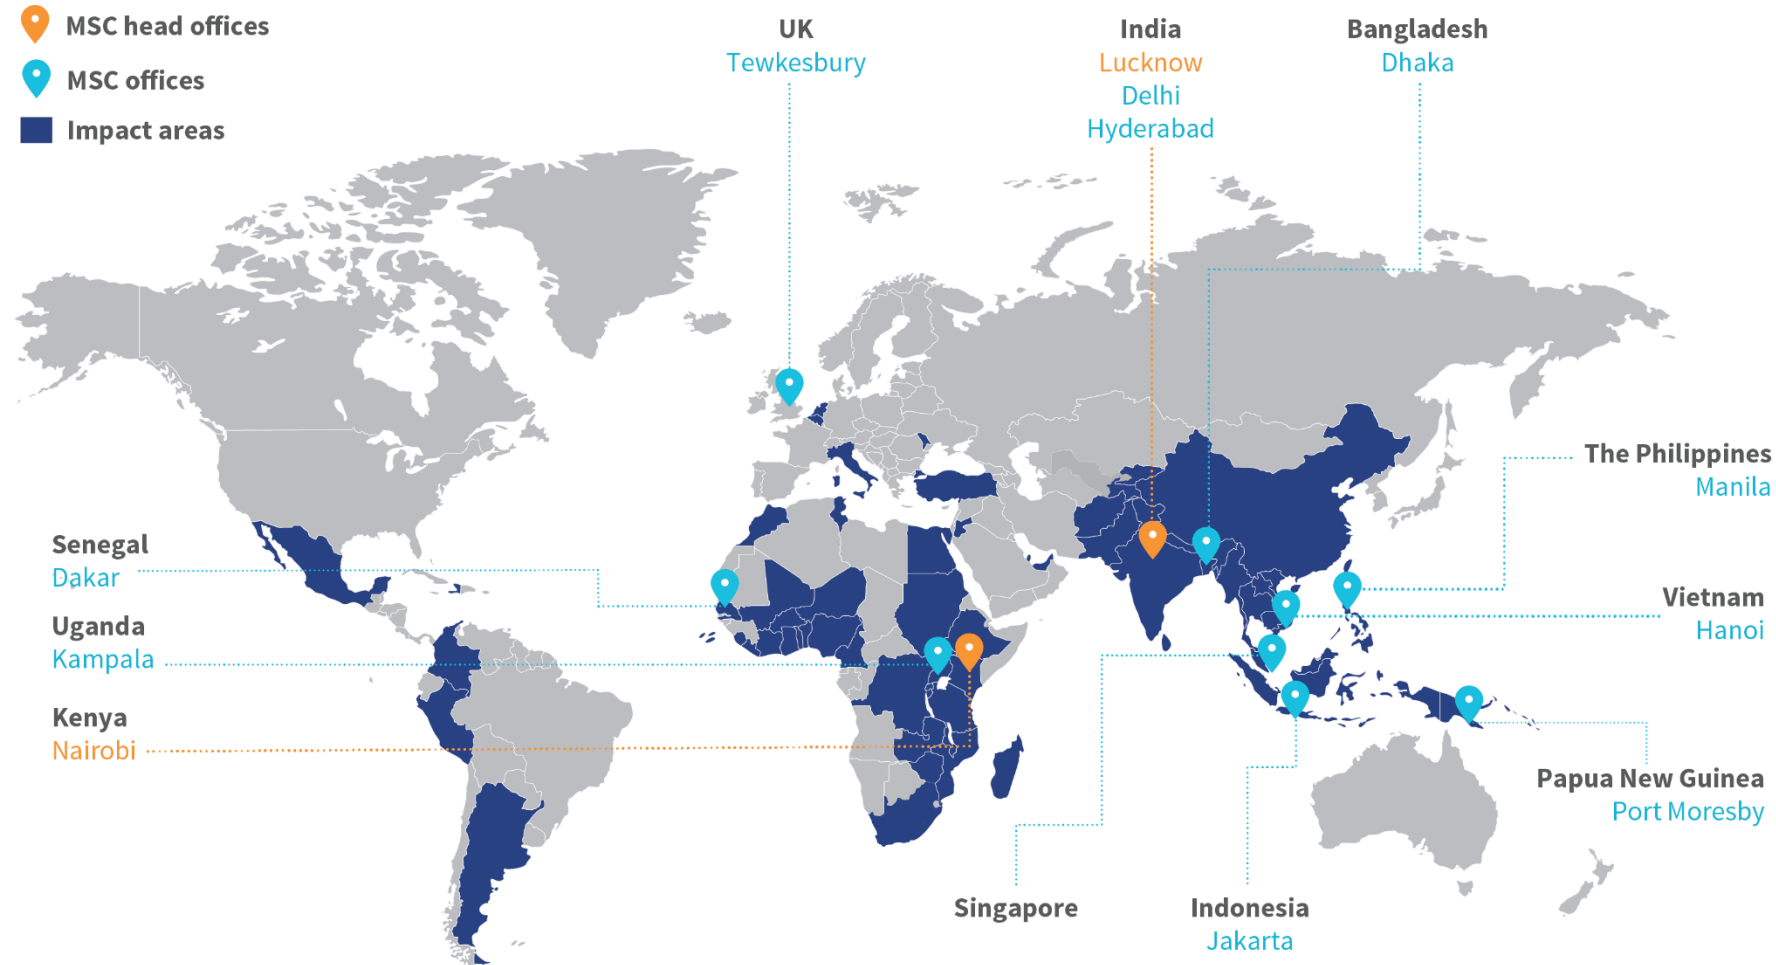 MSC head offices
MSC offices
Impact areas
UK
Tewkesbury
India
Lucknow
Delhi
Hyderabad
Bangladesh
Dhaka
The Philippines
Manila
Senegal
Dakar
Vietnam
Hanoi
Uganda
Kampala
Kenya
Nairobi
Papua New Guinea
Port Moresby
Singapore
Indonesia
Jakarta